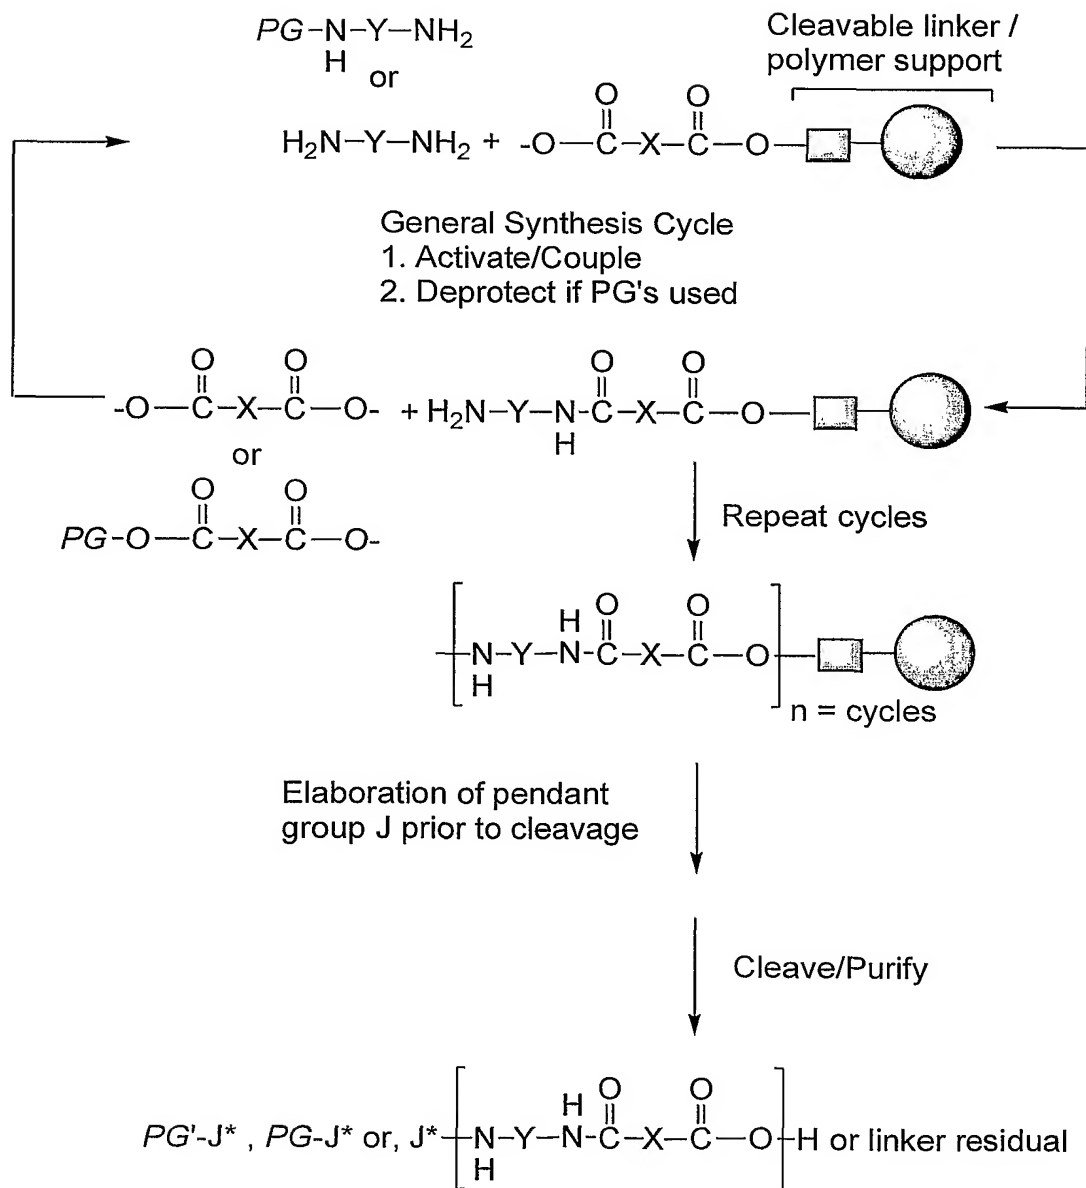 PG-N-Y-NH2
H
or
Cleavable linker /
polymer support
O O
H2N-Y-NH2 + -O-C-X-C-O
General Synthesis Cycle
1. Activate/Couple
2. Deprotect if PG's used
O O O O
-O-C-X-C-O- + H2N-Y-N-C-X-C-O
H
or
O O
PG-O-C-X-C-O-
Repeat cycles
H O O
N-Y-N-C-X-C-O
H
n = cycles
Elaboration of pendant
group J prior to cleavage
Cleave/Purify
H O O
PG'-J* , PG-J* or, J*-N-Y-N-C-X-C-O-H or linker residual
H